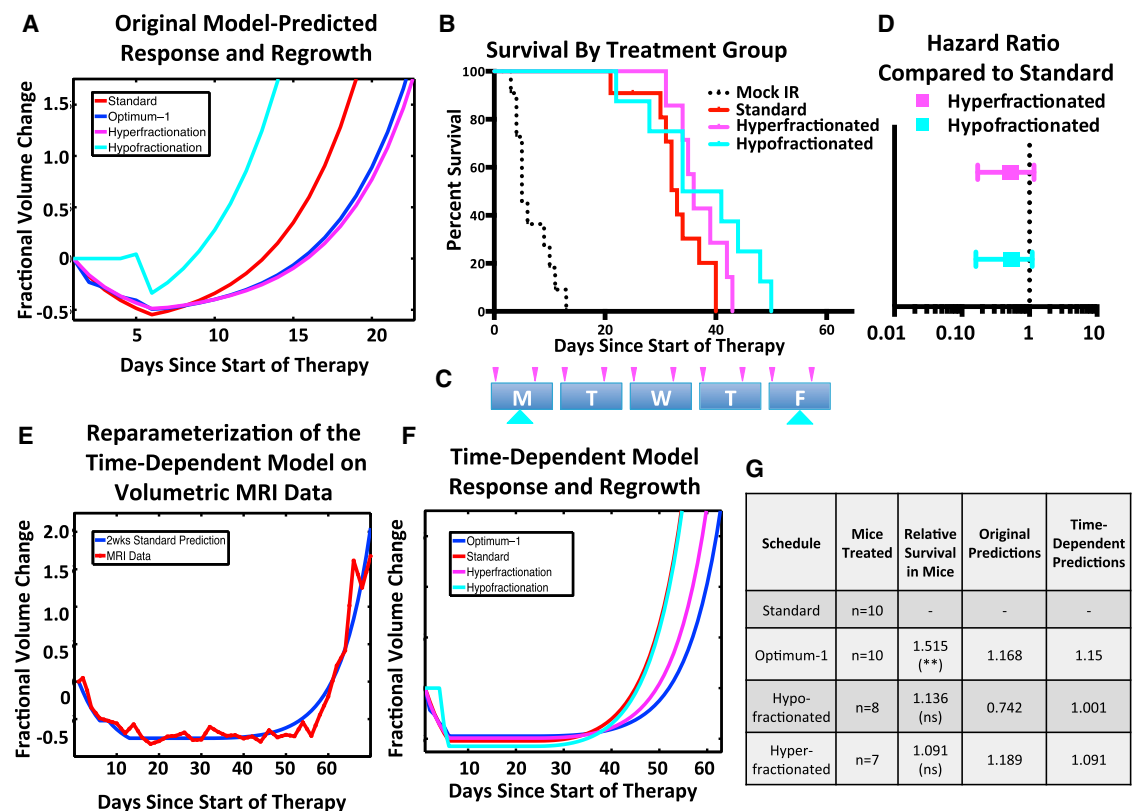 A
Original Model-Predicted
Response and Regrowth
Fractional Volume Change
1.5
1.0
0.5
0
-0.5
Standard
Optimum–1
Hyperfractionation
Hypofractionation
5
10
15
20
Days Since Start of Therapy
B
Survival By Treatment Group
Percent Survival
100
80
60
40
20
0
Mock IR
Standard
Hyperfractionated
Hypofractionated
0
20
40
60
Days Since Start of Therapy
C
M
T
W
T
F
D
Hazard Ratio
Compared to Standard
Hyperfractionated
Hypofractionated
0.01
0.10
1
10
E
Reparameterization of the
Time-Dependent Model on
Volumetric MRI Data
Fractional Volume Change
2.0
1.5
1.0
0.5
0
-0.5
2wks Standard Prediction
MRI Data
10
20
30
40
50
60
Days Since Start of Therapy
F
Time-Dependent Model
Response and Regrowth
Fractional Volume Change
Optimum–1
Standard
Hyperfractionation
Hypofractionation
10
20
30
40
50
60
Days Since Start of Therapy
G
Schedule
Mice
Treated
Relative
Survival
in Mice
Original
Predictions
Time-
Dependent
Predictions
Standard
n=10
-
-
-
Optimum-1
n=10
1.515
(**)
1.168
1.15
Hypo-
fractionated
n=8
1.136
(ns)
0.742
1.001
Hyper-
fractionated
n=7
1.091
(ns)
1.189
1.091